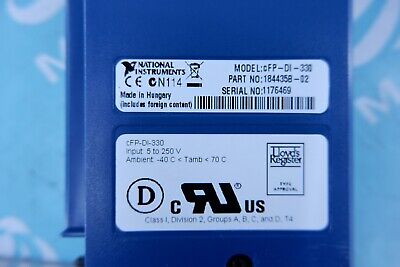 NATIONAL INSTRUMENTS
CE N114
Made in Hungary
(includes foreign content)
MODEL: cFP-DI-330
PART NO: 184435B-02
SERIAL NO: 1176469
cFP-DI-330
Input: 5 to 250 V
Ambient: -40 C < Tamb < 70 C
Lloyd's Register
TYPE APPROVAL
D
c RU US
Class I, Division 2, Groups A, B, C, and D, T4